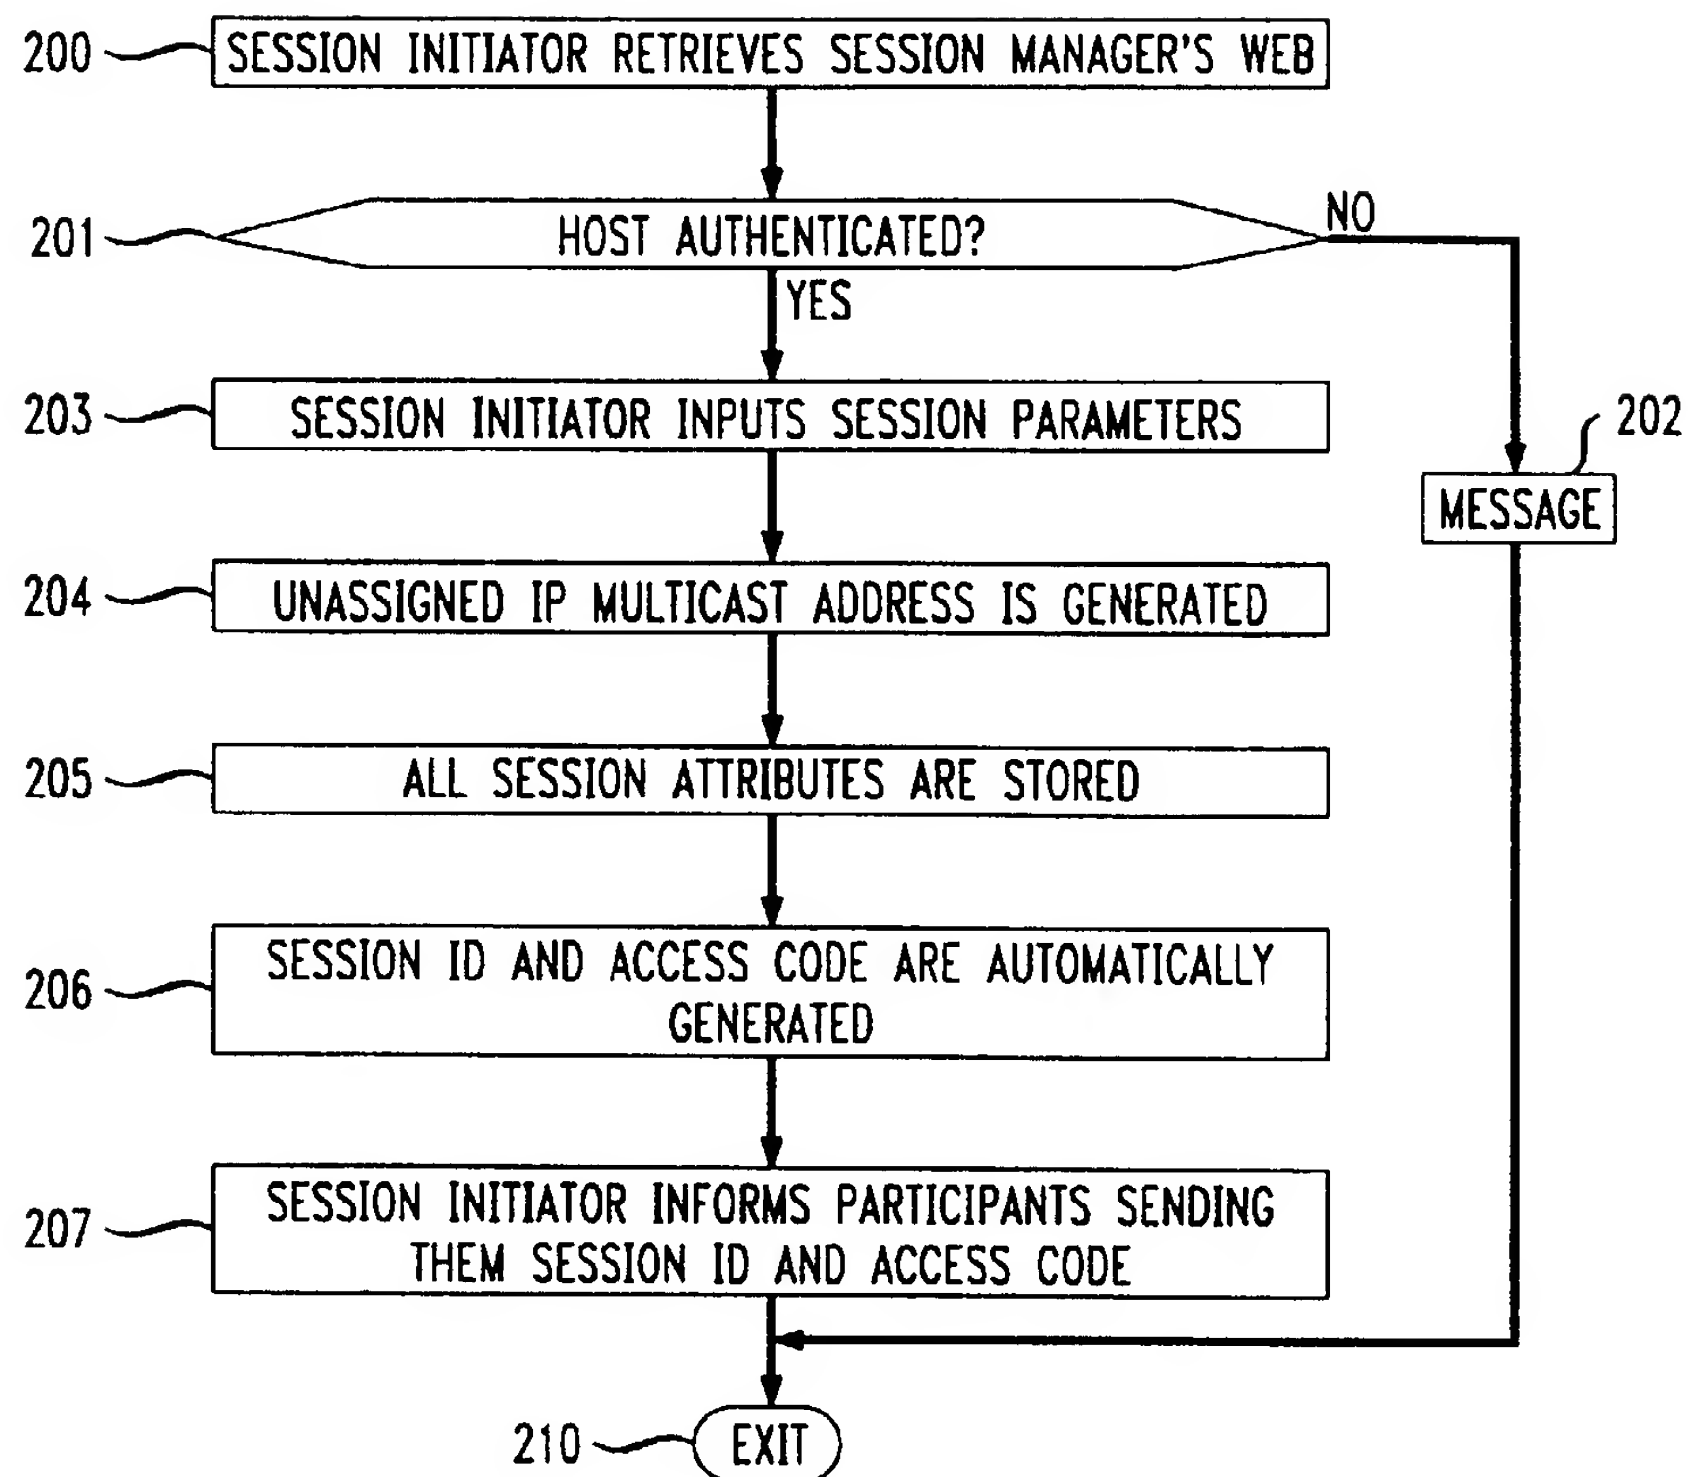 200 SESSION INITIATOR RETRIEVES SESSION MANAGER'S WEB
201 HOST AUTHENTICATED? NO
YES
203 SESSION INITIATOR INPUTS SESSION PARAMETERS
202
MESSAGE
204 UNASSIGNED IP MULTICAST ADDRESS IS GENERATED
205 ALL SESSION ATTRIBUTES ARE STORED
206 SESSION ID AND ACCESS CODE ARE AUTOMATICALLY
GENERATED
207 SESSION INITIATOR INFORMS PARTICIPANTS SENDING
THEM SESSION ID AND ACCESS CODE
210 EXIT